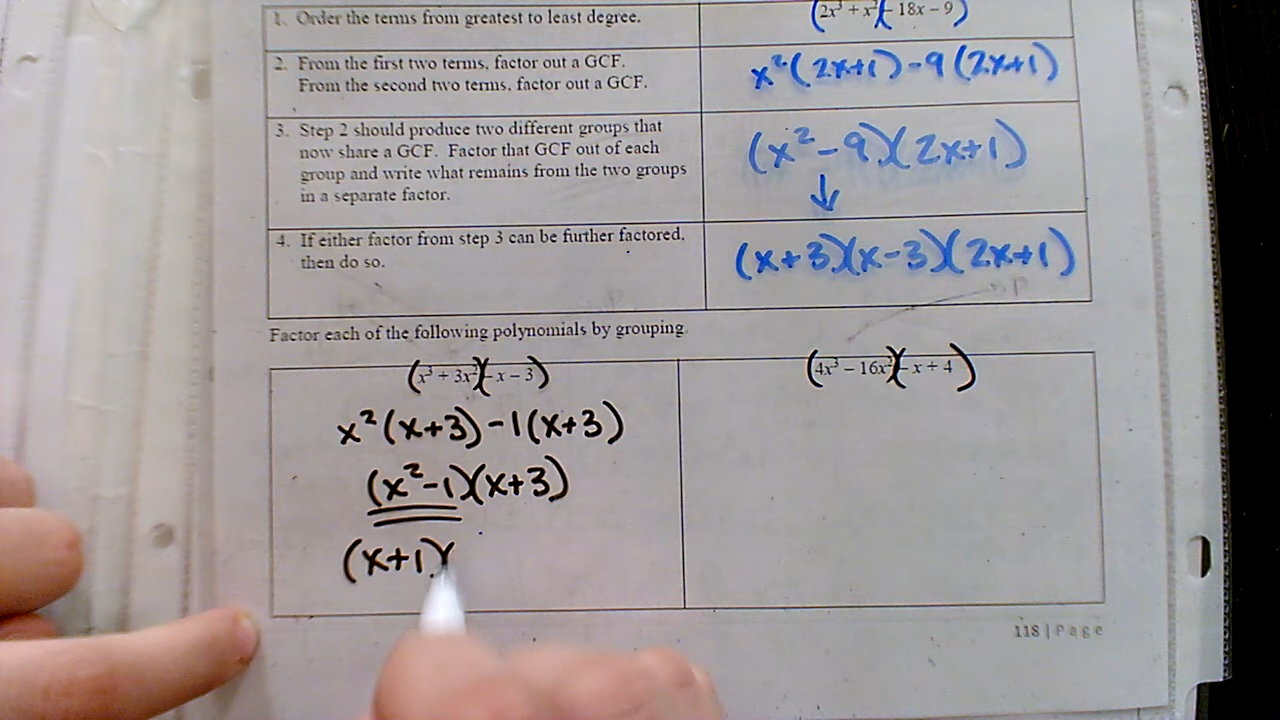 1. Order the terms from greatest to least degree.
(2x³ + x²)(- 18x - 9)
2. From the first two terms, factor out a GCF.
From the second two terms, factor out a GCF.
x²(2x+1)-9(2x+1)
3. Step 2 should produce two different groups that
now share a GCF. Factor that GCF out of each
group and write what remains from the two groups
in a separate factor.
(x²-9)(2x+1)
↓
4. If either factor from step 3 can be further factored,
then do so.
(x+3)(x-3)(2x+1)
Factor each of the following polynomials by grouping.
(x³ + 3x²)(- x - 3)
x²(x+3)-1(x+3)
(x²-1)(x+3)
(x+1)(
(4x³ - 16x²)(- x + 4)
118 | Page